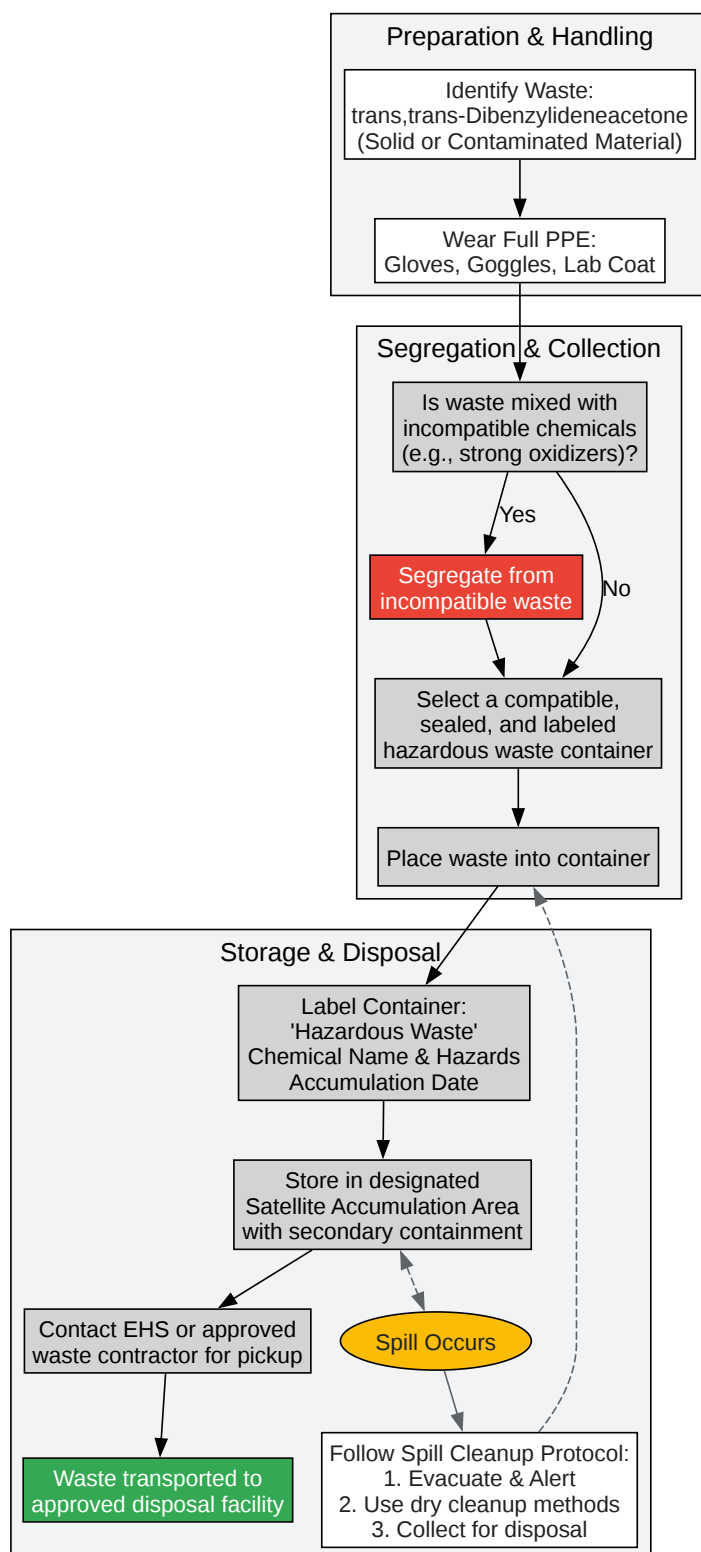 Preparation & Handling
Identify Waste:
trans,trans-Dibenzylideneacetone
(Solid or Contaminated Material)
Wear Full PPE:
Gloves, Goggles, Lab Coat
Segregation & Collection
Is waste mixed with
incompatible chemicals
(e.g., strong oxidizers)?
Yes
Segregate from
incompatible waste
No
Select a compatible,
sealed, and labeled
hazardous waste container
Place waste into container
Storage & Disposal
Label Container:
'Hazardous Waste'
Chemical Name & Hazards
Accumulation Date
Store in designated
Satellite Accumulation Area
with secondary containment
Contact EHS or approved
waste contractor for pickup
Spill Occurs
Waste transported to
approved disposal facility
Follow Spill Cleanup Protocol:
1. Evacuate & Alert
2. Use dry cleanup methods
3. Collect for disposal